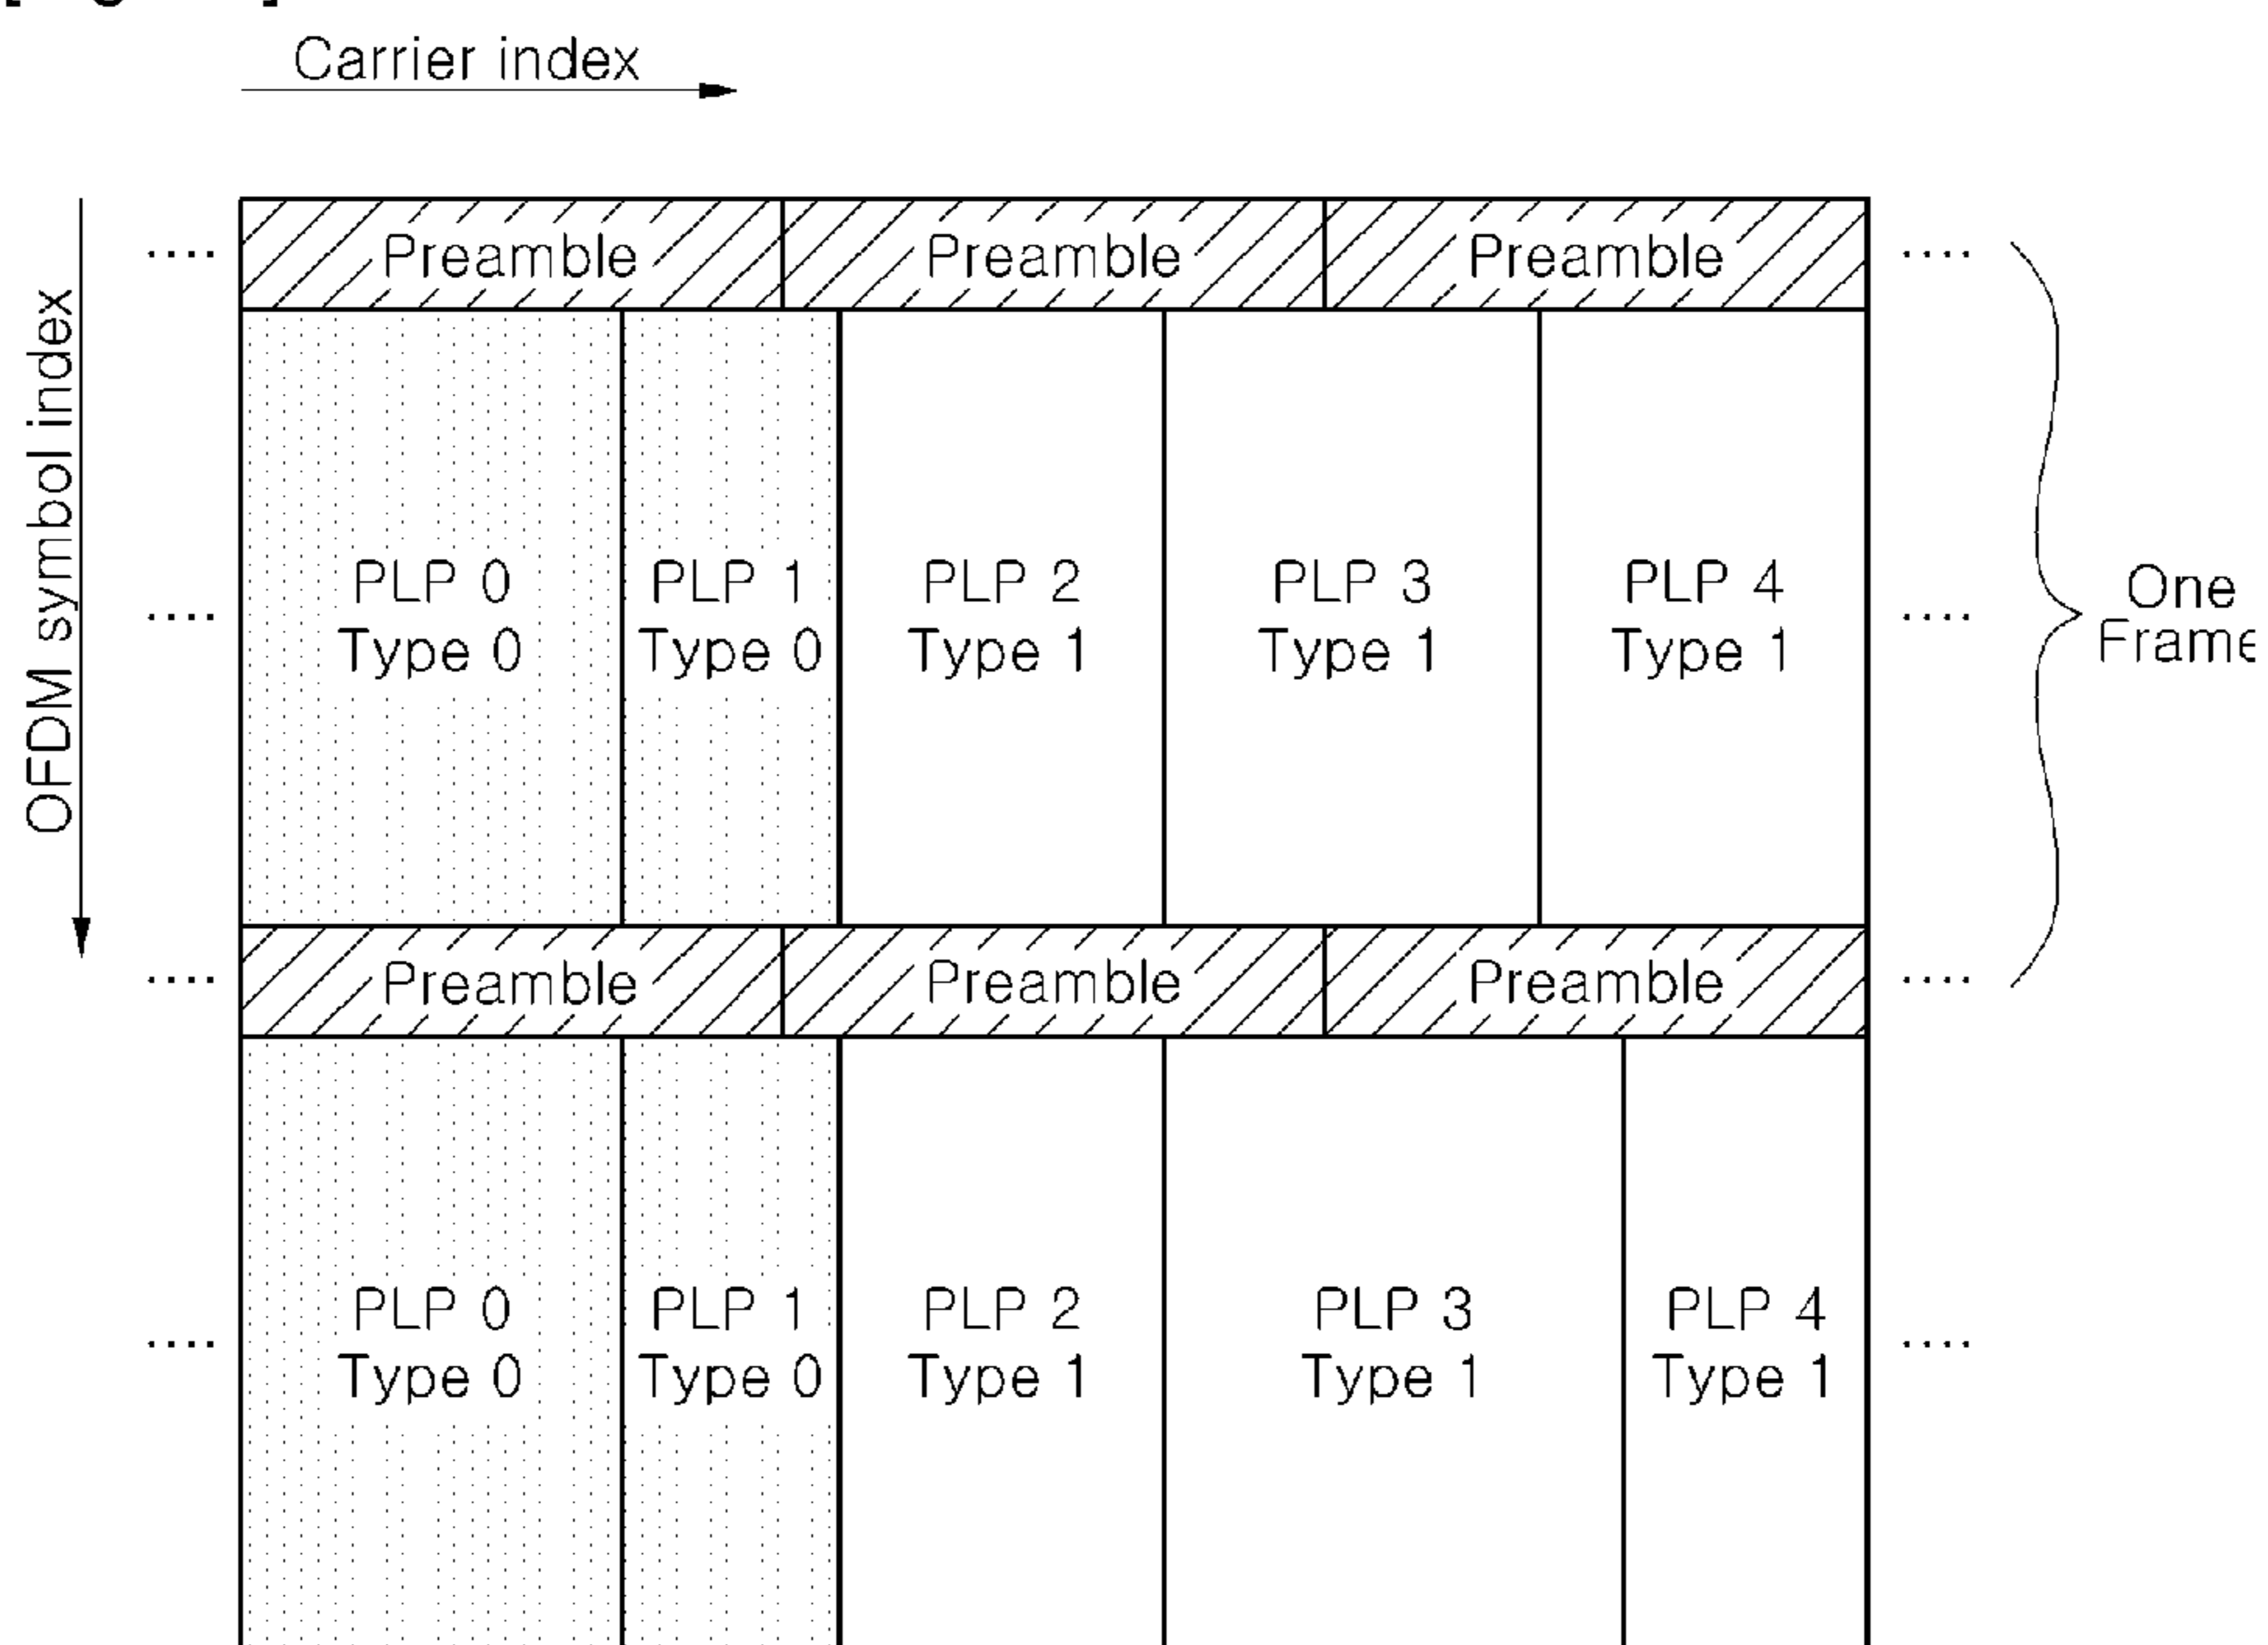 Carrier index
OFDM symbol index
.... Preamble Preamble Preamble ....
.... PLP 0 PLP 1 PLP 2 PLP 3 PLP 4 ....
Type 0 Type 0 Type 1 Type 1 Type 1
One
Frame
.... Preamble Preamble Preamble ....
.... PLP 0 PLP 1 PLP 2 PLP 3 PLP 4 ....
Type 0 Type 0 Type 1 Type 1 Type 1